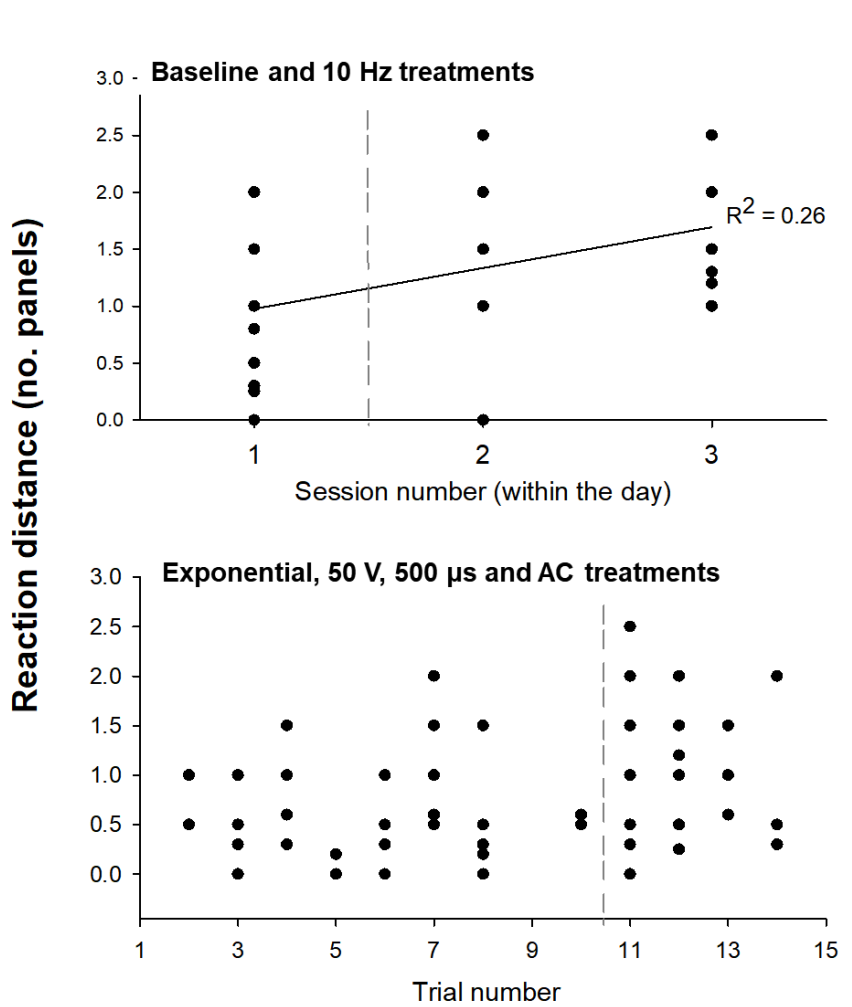 Reaction distance (no. panels)
Baseline and 10 Hz treatments
3.0
2.5
2.0
1.5
1.0
0.5
0.0
R² = 0.26
1 2 3
Session number (within the day)
Exponential, 50 V, 500 µs and AC treatments
3.0
2.5
2.0
1.5
1.0
0.5
0.0
1 3 5 7 9 11 13 15
Trial number